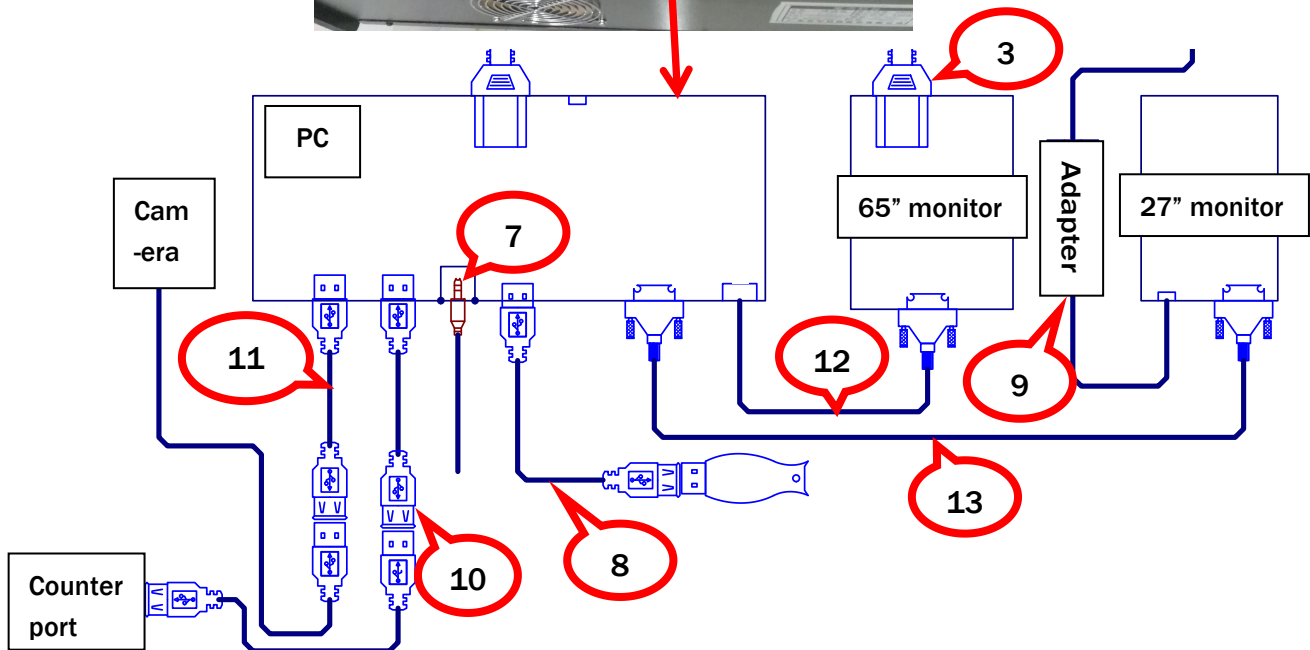 3
PC
Adapter
Cam
-era
65” monitor
27” monitor
7
11
12
9
13
8
10
Counter
port